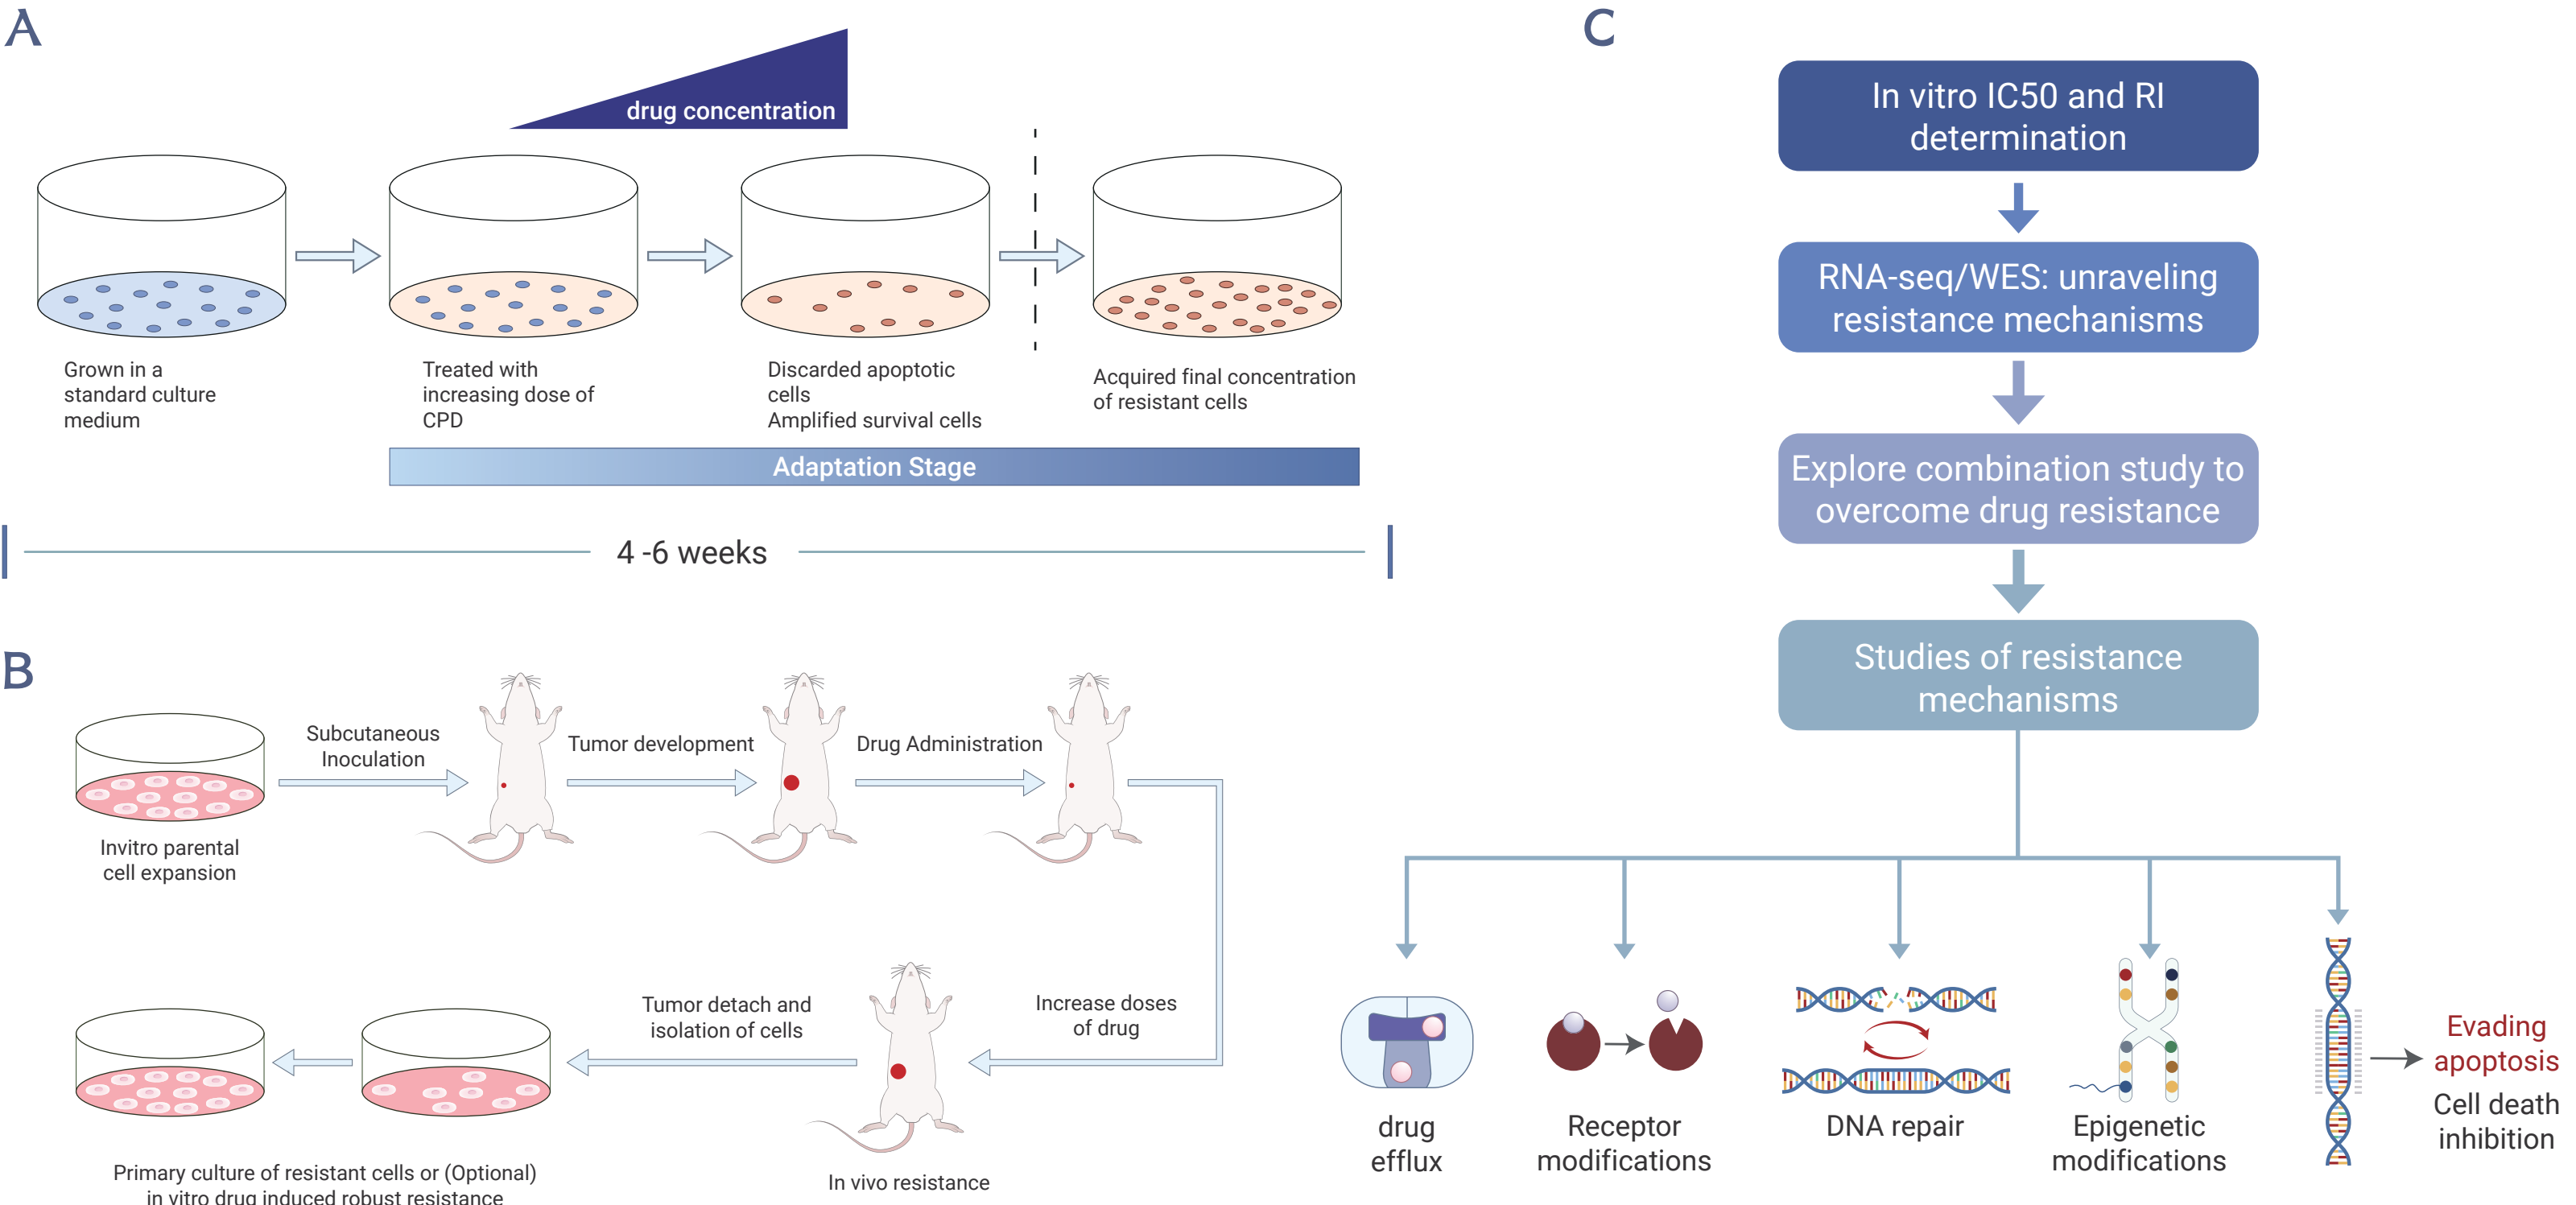 A
drug concentration
Grown in a
standard culture
medium
Treated with
increasing dose of
CPD
Discarded apoptotic
cells
Amplified survival cells
Acquired final concentration
of resistant cells
Adaptation Stage
4 -6 weeks
B
Invitro parental
cell expansion
Subcutaneous
Inoculation
Tumor development
Drug Administration
Increase doses
of drug
In vivo resistance
Tumor detach and
isolation of cells
Primary culture of resistant cells or (Optional)
in vitro drug induced robust resistance
C
In vitro IC50 and RI
determination
RNA-seq/WES: unraveling
resistance mechanisms
Explore combination study to
overcome drug resistance
Studies of resistance
mechanisms
drug
efflux
Receptor
modifications
DNA repair
Epigenetic
modifications
Evading
apoptosis
Cell death
inhibition